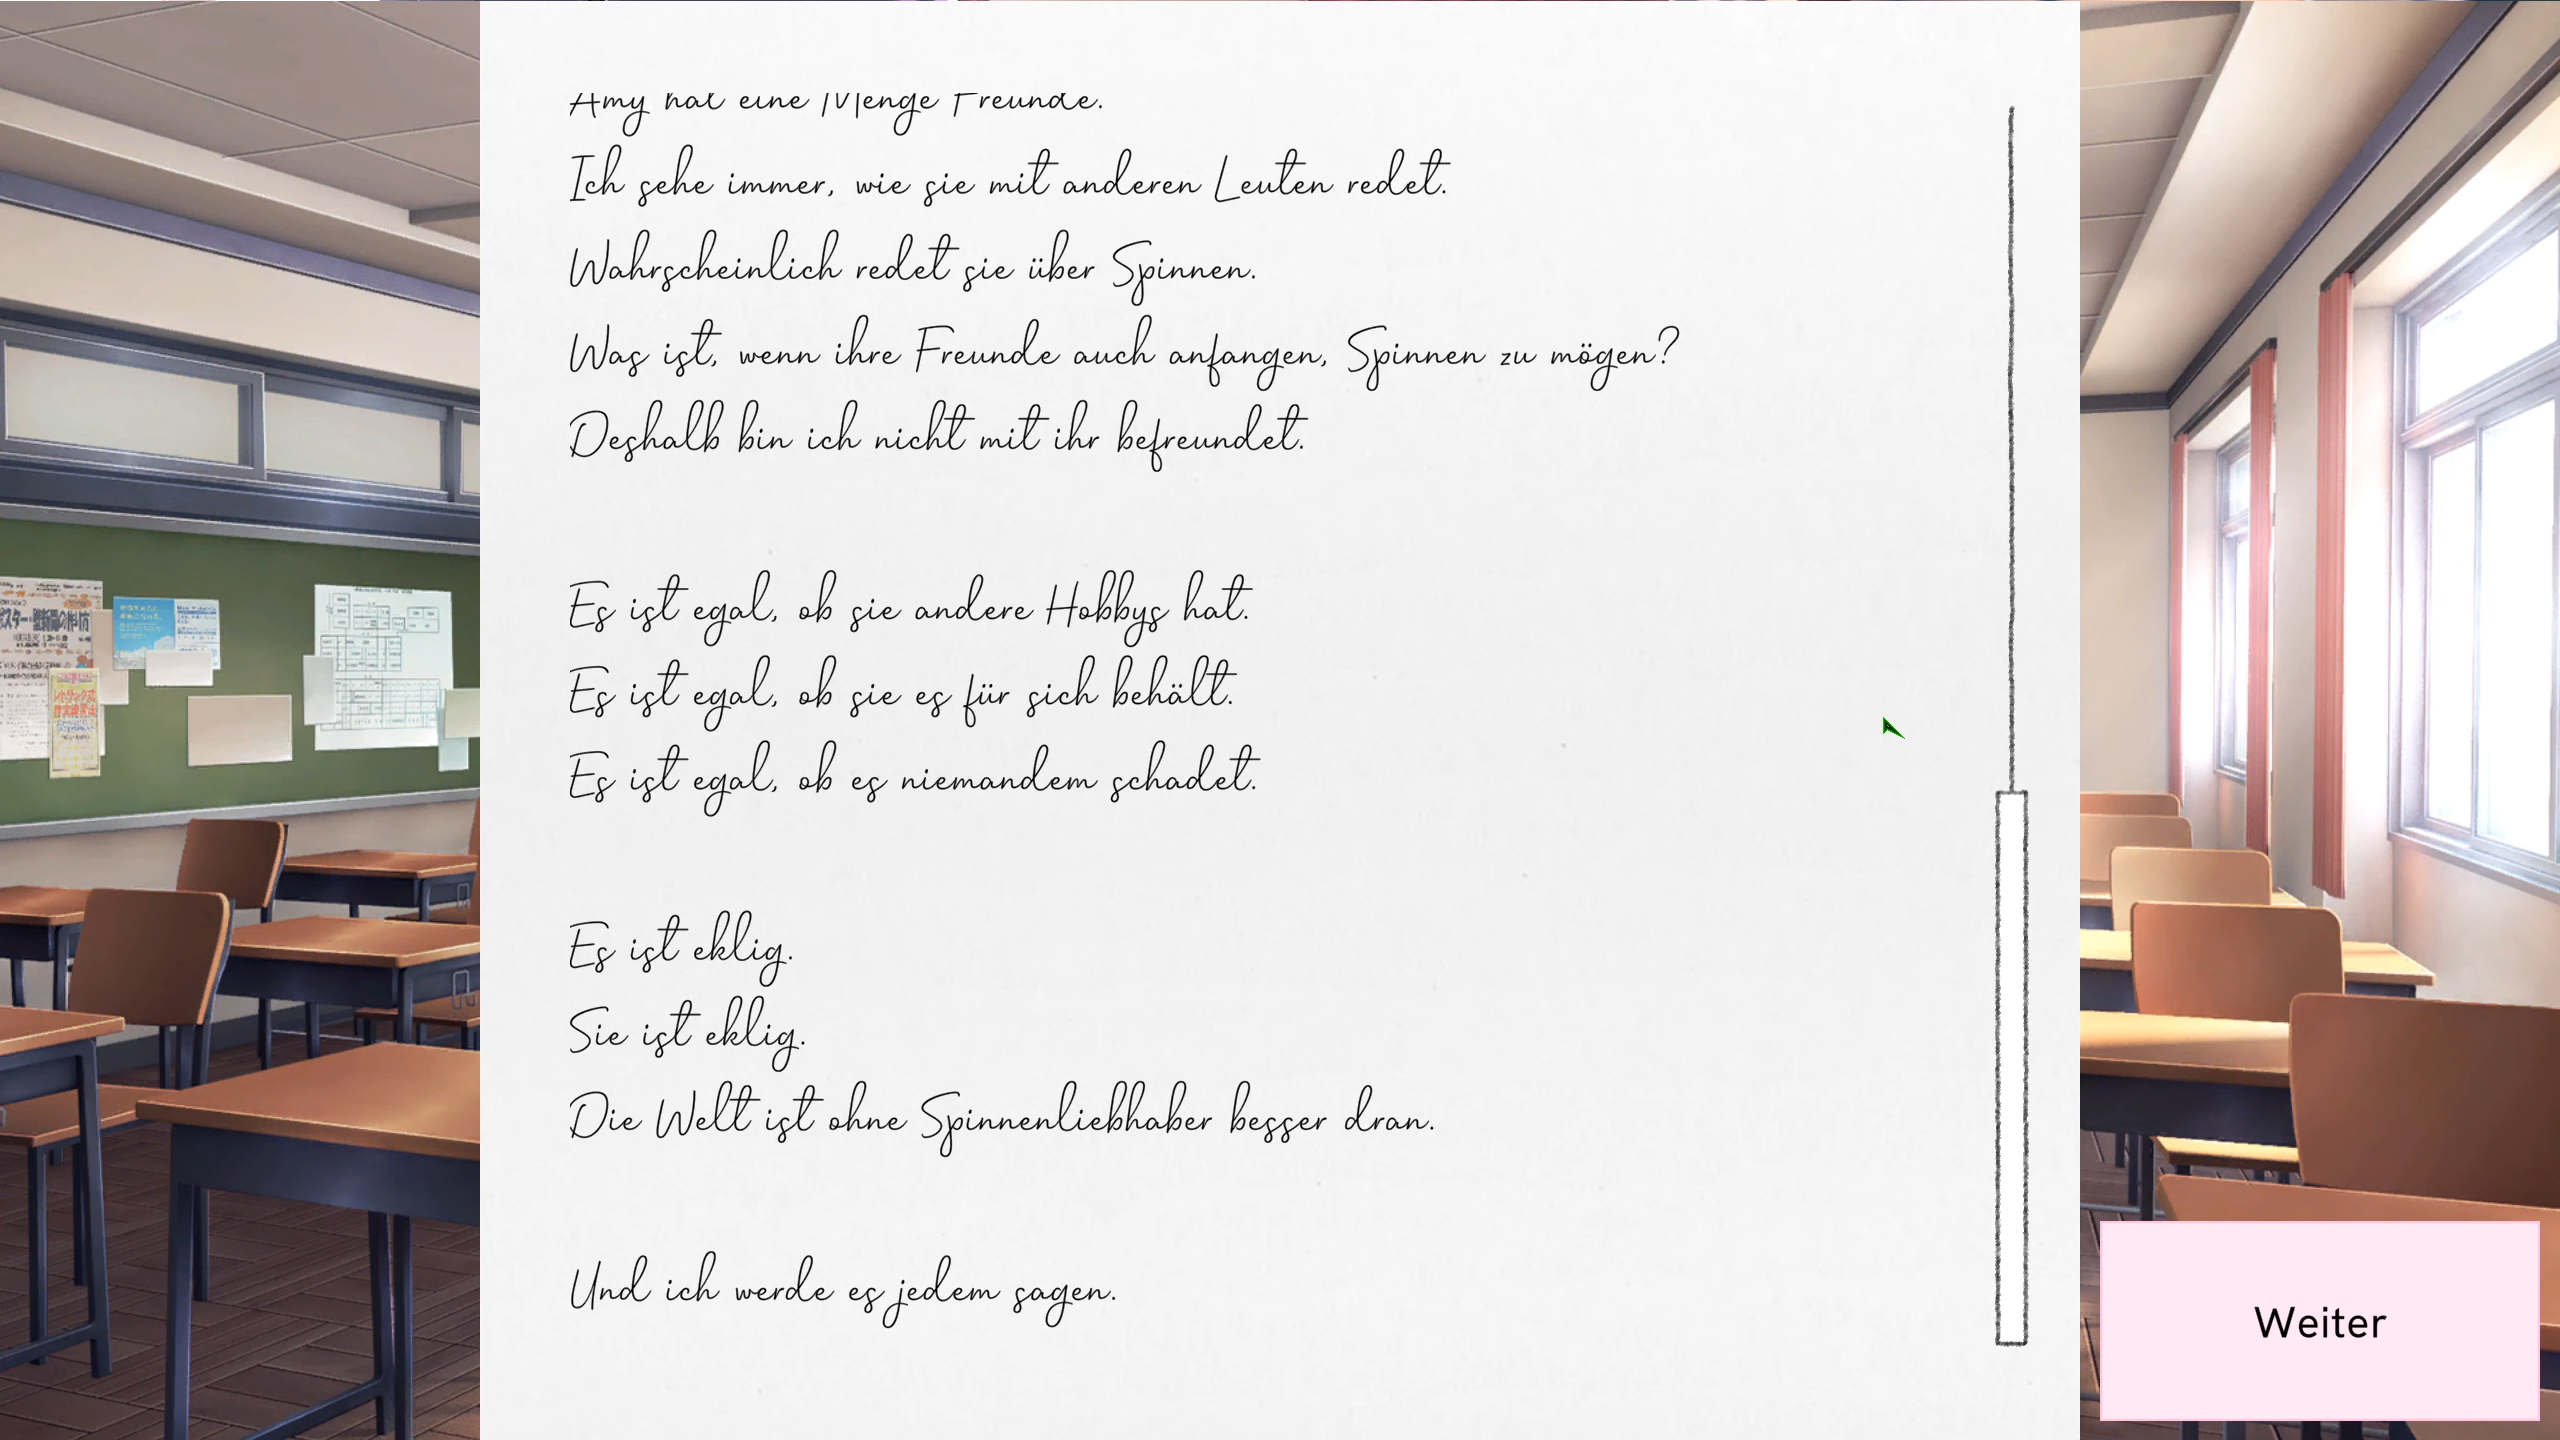 Amy hat eine Menge Freunde.
Ich sehe immer, wie sie mit anderen Leuten redet.
Wahrscheinlich redet sie über Spinnen.
Was ist, wenn ihre Freunde auch anfangen, Spinnen zu mögen?
Deshalb bin ich nicht mit ihr befreundet.
Es ist egal, ob sie andere Hobbys hat.
Es ist egal, ob sie es für sich behält.
Es ist egal, ob es niemandem schadet.
Es ist eklig.
Sie ist eklig.
Die Welt ist ohne Spinnenliebhaber besser dran.
Und ich werde es jedem sagen.
Weiter